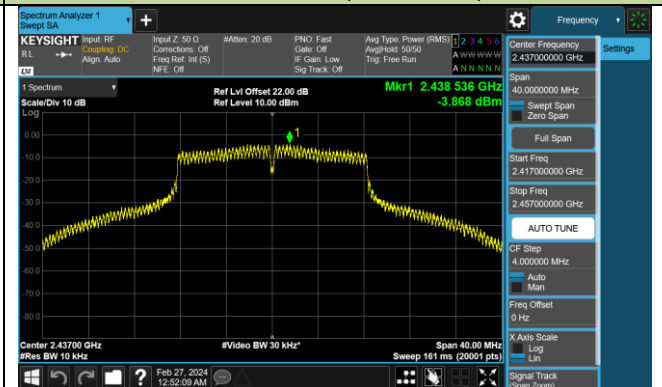 Spectrum Analyzer 1
Swept SA
+
Frequency
KEYSIGHT
RL
LXI
Input: RF
Coupling: DC
Align: Auto
Input Z: 50 Ω
Corrections: Off
Freq Ref: Int (S)
NFE: Off
#Atten: 20 dB
PNO: Fast
Gate: Off
IF Gain: Low
Sig Track: Off
Avg Type: Power (RMS)
Avg|Hold: 50/50
Trig: Free Run
1 2 3 4 5 6
A W W W W W
A N N N N N
1 Spectrum
Scale/Div 10 dB
Log
Ref Lvl Offset 22.00 dB
Ref Level 10.00 dBm
Mkr1 2.438 536 GHz
-3.868 dBm
1
0.00
-10.0
-20.0
-30.0
-40.0
-50.0
-60.0
-70.0
-80.0
Center 2.43700 GHz
#Res BW 10 kHz
#Video BW 30 kHz*
Span 40.00 MHz
Sweep 161 ms (20001 pts)
Feb 27, 2024
12:52:09 AM
?
Center Frequency
2.437000000 GHz
Settings
Span
40.0000000 MHz
Swept Span
Zero Span
Full Span
Start Freq
2.417000000 GHz
Stop Freq
2.457000000 GHz
AUTO TUNE
CF Step
4.000000 MHz
Auto
Man
Freq Offset
0 Hz
X Axis Scale
Log
Lin
Signal Track
(Span Zoom)